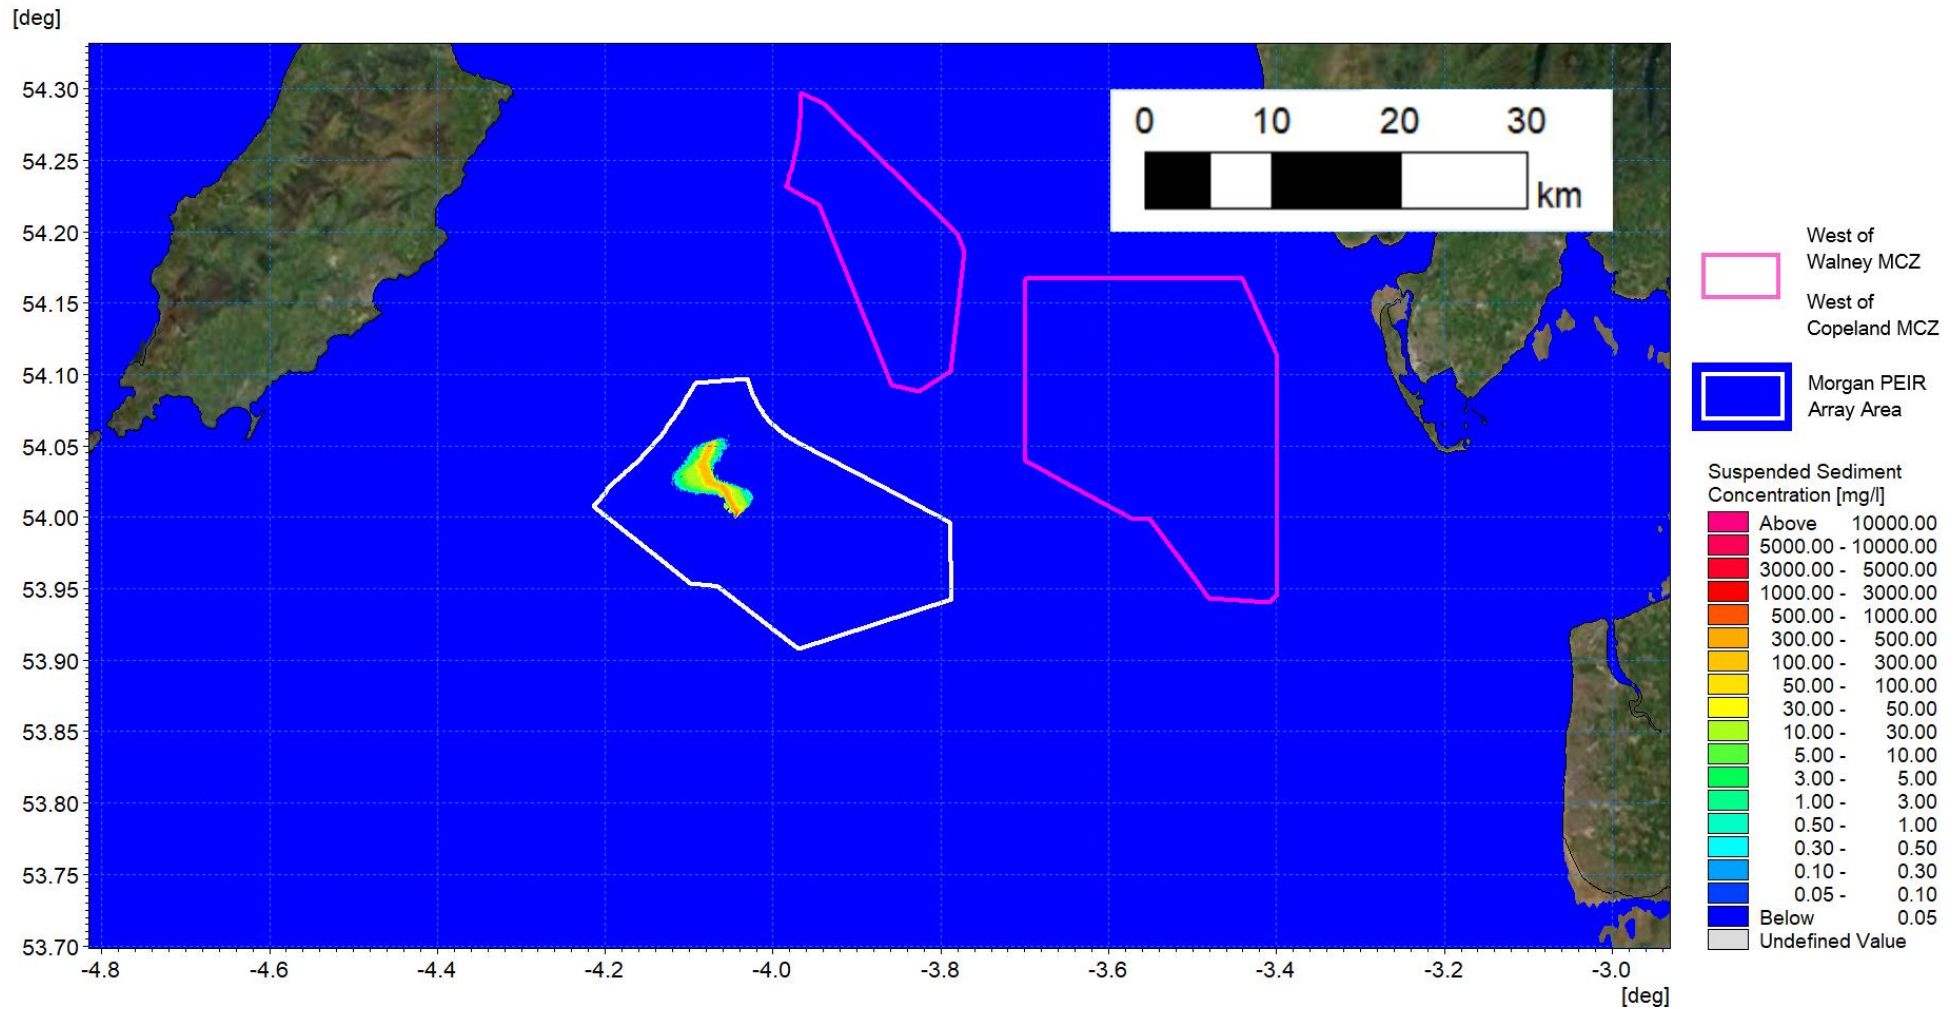 [deg]
54.30
54.25
54.20
54.15
54.10
54.05
54.00
53.95
53.90
53.85
53.80
53.75
53.70
-4.8 -4.6 -4.4 -4.2 -4.0 -3.8 -3.6 -3.4 -3.2 -3.0
[deg]
0 10 20 30
km
West of
Walney MCZ
West of
Copeland MCZ
Morgan PEIR
Array Area
Suspended Sediment
Concentration [mg/l]
Above 10000.00
5000.00 - 10000.00
3000.00 - 5000.00
1000.00 - 3000.00
500.00 - 1000.00
300.00 - 500.00
100.00 - 300.00
50.00 - 100.00
30.00 - 50.00
10.00 - 30.00
5.00 - 10.00
3.00 - 5.00
1.00 - 3.00
0.50 - 1.00
0.30 - 0.50
0.10 - 0.30
0.05 - 0.10
Below 0.05
Undefined Value